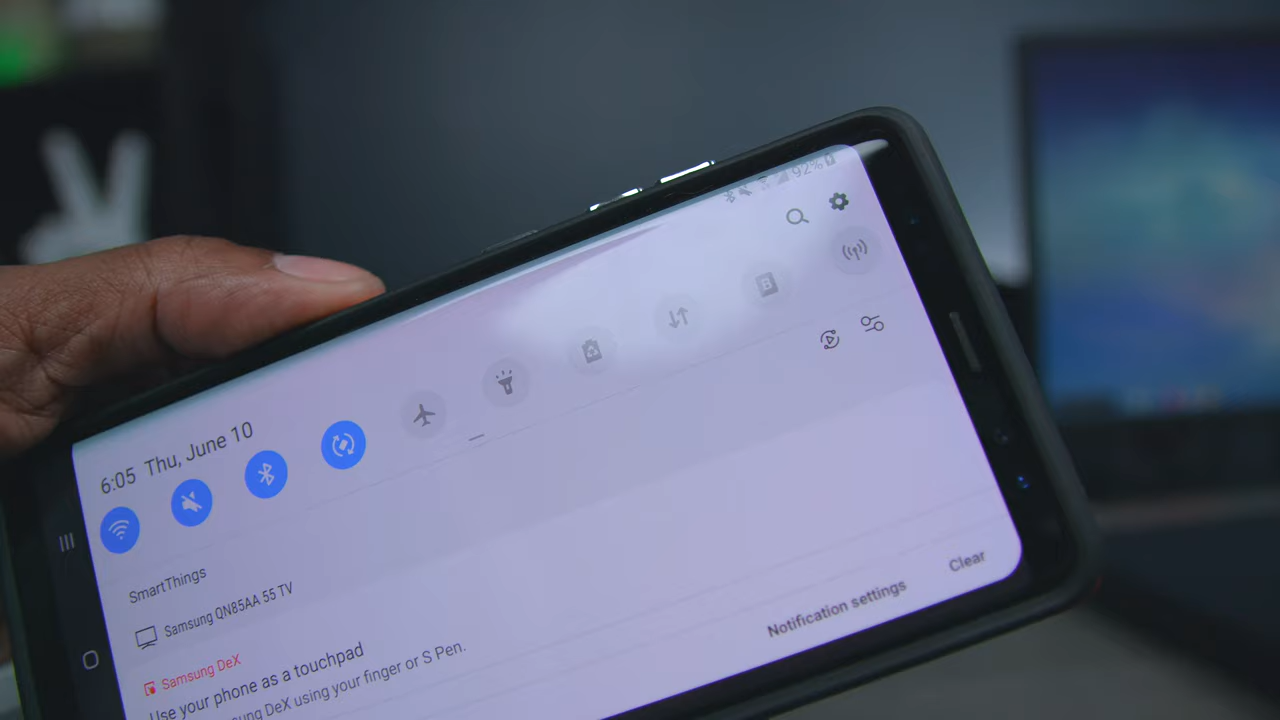 92%
6:05 Thu, June 10
B
SmartThings
Samsung QN85AA 55 TV
Samsung DeX
Use your phone as a touchpad
DeX using your finger or S Pen.
Notification settings
Clear